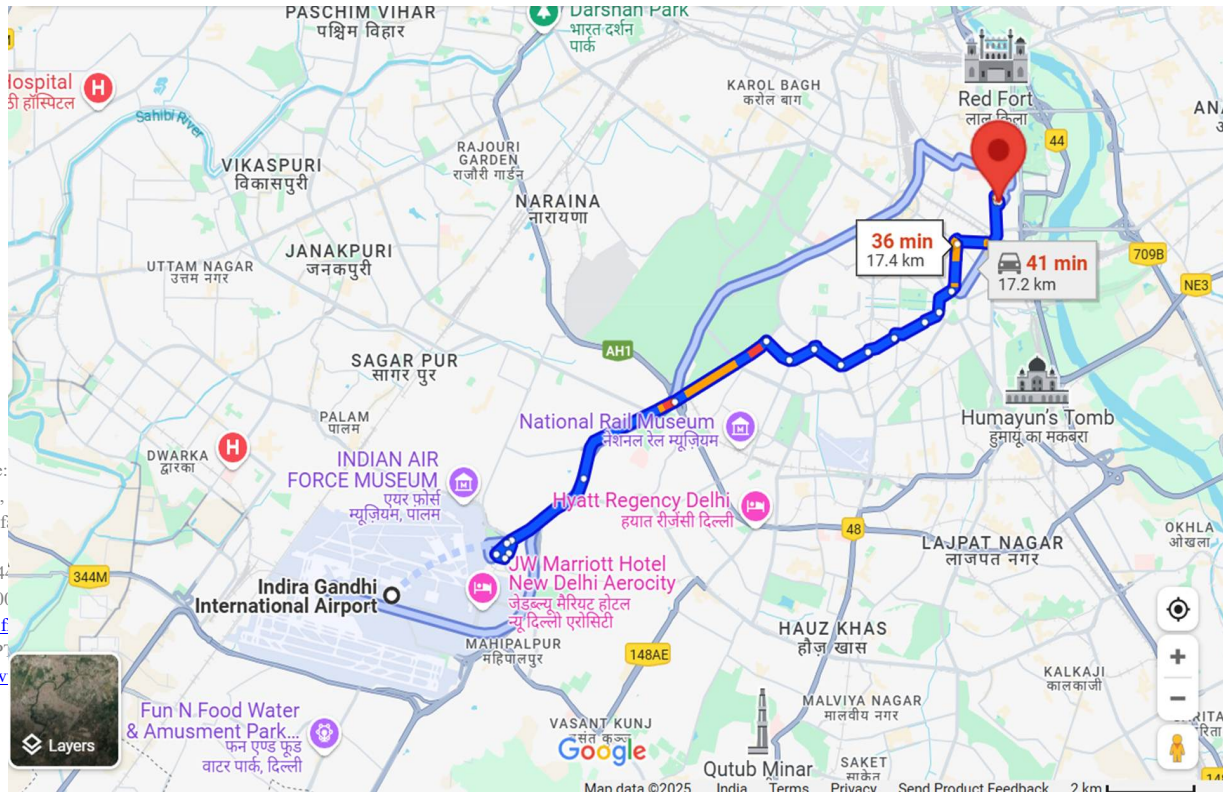 PASCHIM VIHAR
पश्चिम विहार
Darshan Park
भारत दर्शन
पार्क
Hospital
H
KAROL BAGH
करोल बाग
Red Fort
लाल किला
44
Sahibi River
VIKASPURI
विकासपुरी
RAJOURI
GARDEN
राजौरी गार्डन
NARAINA
नारायणा
JANAKPURI
जनकपुरी
UTTAM NAGAR
उत्तम नगर
36 min
17.4 km
41 min
17.2 km
709B
NE3
AH1
SAGAR PUR
सागर पुर
PALAM
पालम
National Rail Museum
नेशनल रेल म्यूज़ियम
Humayun's Tomb
हुमायूँ का मकबरा
DWARKA
द्वारका
H
INDIAN AIR
FORCE MUSEUM
एयर फ़ोर्स
म्यूज़ियम, पालम
Hyatt Regency Delhi
हयात रीजेंसी दिल्ली
48
LAJPAT NAGAR
लाजपत नगर
OKHLA
ओखला
344M
Indira Gandhi
International Airport
JW Marriott Hotel
New Delhi Aerocity
जेडब्ल्यू मैरियट होटल
न्यू दिल्ली एरोसिटी
MAHIPALPUR
महिपालपुर
148AE
HAUZ KHAS
हौज़ खास
KALKAJI
कालकाजी
MALVIYA NAGAR
मालवीय नगर
Fun N Food Water
& Amusment Park...
फन एण्ड फूड
वाटर पार्क, दिल्ली
VASANT KUNJ
वसंत कुञ्ज
Google
Qutub Minar
SAKET
साकेत
Layers
+
−
Map data ©2025 India Terms Privacy Send Product Feedback 2 km